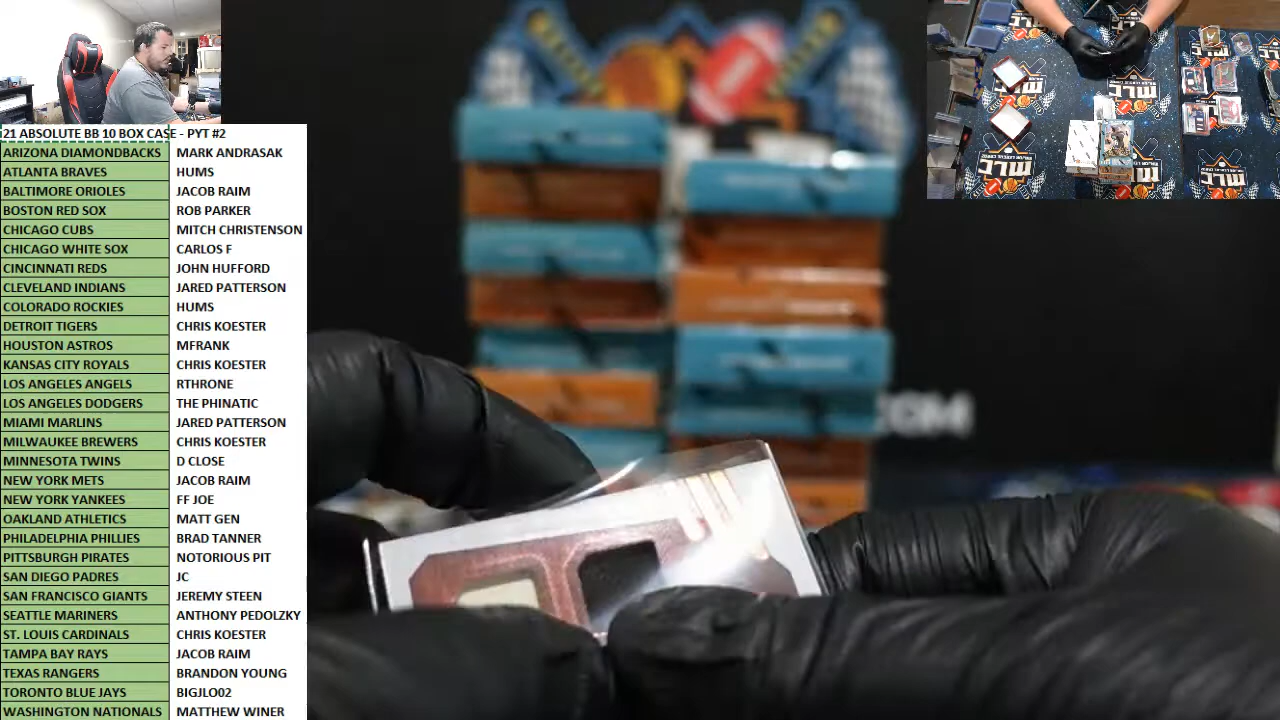 21 ABSOLUTE BB 10 BOX CASE - PYT #2
ARIZONA DIAMONDBACKS MARK ANDRASAK
ATLANTA BRAVES HUMS
BALTIMORE ORIOLES JACOB RAIM
BOSTON RED SOX ROB PARKER
CHICAGO CUBS MITCH CHRISTENSON
CHICAGO WHITE SOX CARLOS F
CINCINNATI REDS JOHN HUFFORD
CLEVELAND INDIANS JARED PATTERSON
COLORADO ROCKIES HUMS
DETROIT TIGERS CHRIS KOESTER
HOUSTON ASTROS MFRANK
KANSAS CITY ROYALS CHRIS KOESTER
LOS ANGELES ANGELS RTHRONE
LOS ANGELES DODGERS THE PHINATIC
MIAMI MARLINS JARED PATTERSON
MILWAUKEE BREWERS CHRIS KOESTER
MINNESOTA TWINS D CLOSE
NEW YORK METS JACOB RAIM
NEW YORK YANKEES FF JOE
OAKLAND ATHLETICS MATT GEN
PHILADELPHIA PHILLIES BRAD TANNER
PITTSBURGH PIRATES NOTORIOUS PIT
SAN DIEGO PADRES JC
SAN FRANCISCO GIANTS JEREMY STEEN
SEATTLE MARINERS ANTHONY PEDOLZKY
ST. LOUIS CARDINALS CHRIS KOESTER
TAMPA BAY RAYS JACOB RAIM
TEXAS RANGERS BRANDON YOUNG
TORONTO BLUE JAYS BIGJLO02
WASHINGTON NATIONALS MATTHEW WINER
.COM